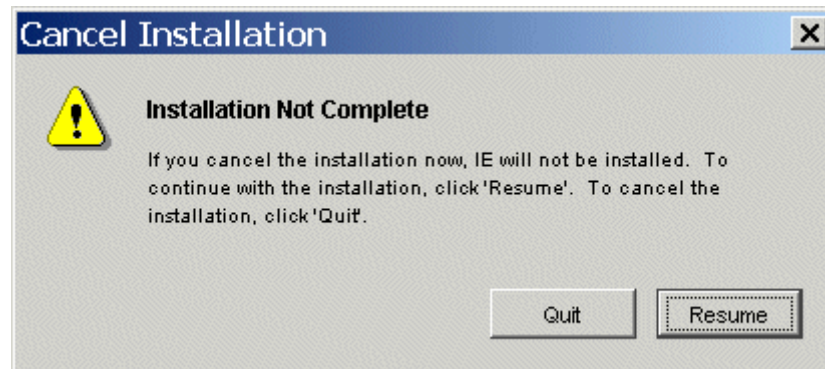 Cancel Installation
Installation Not Complete
If you cancel the installation now, IE will not be installed.  To
continue with the installation, click 'Resume'.  To cancel the
installation, click 'Quit'.
Quit
Resume